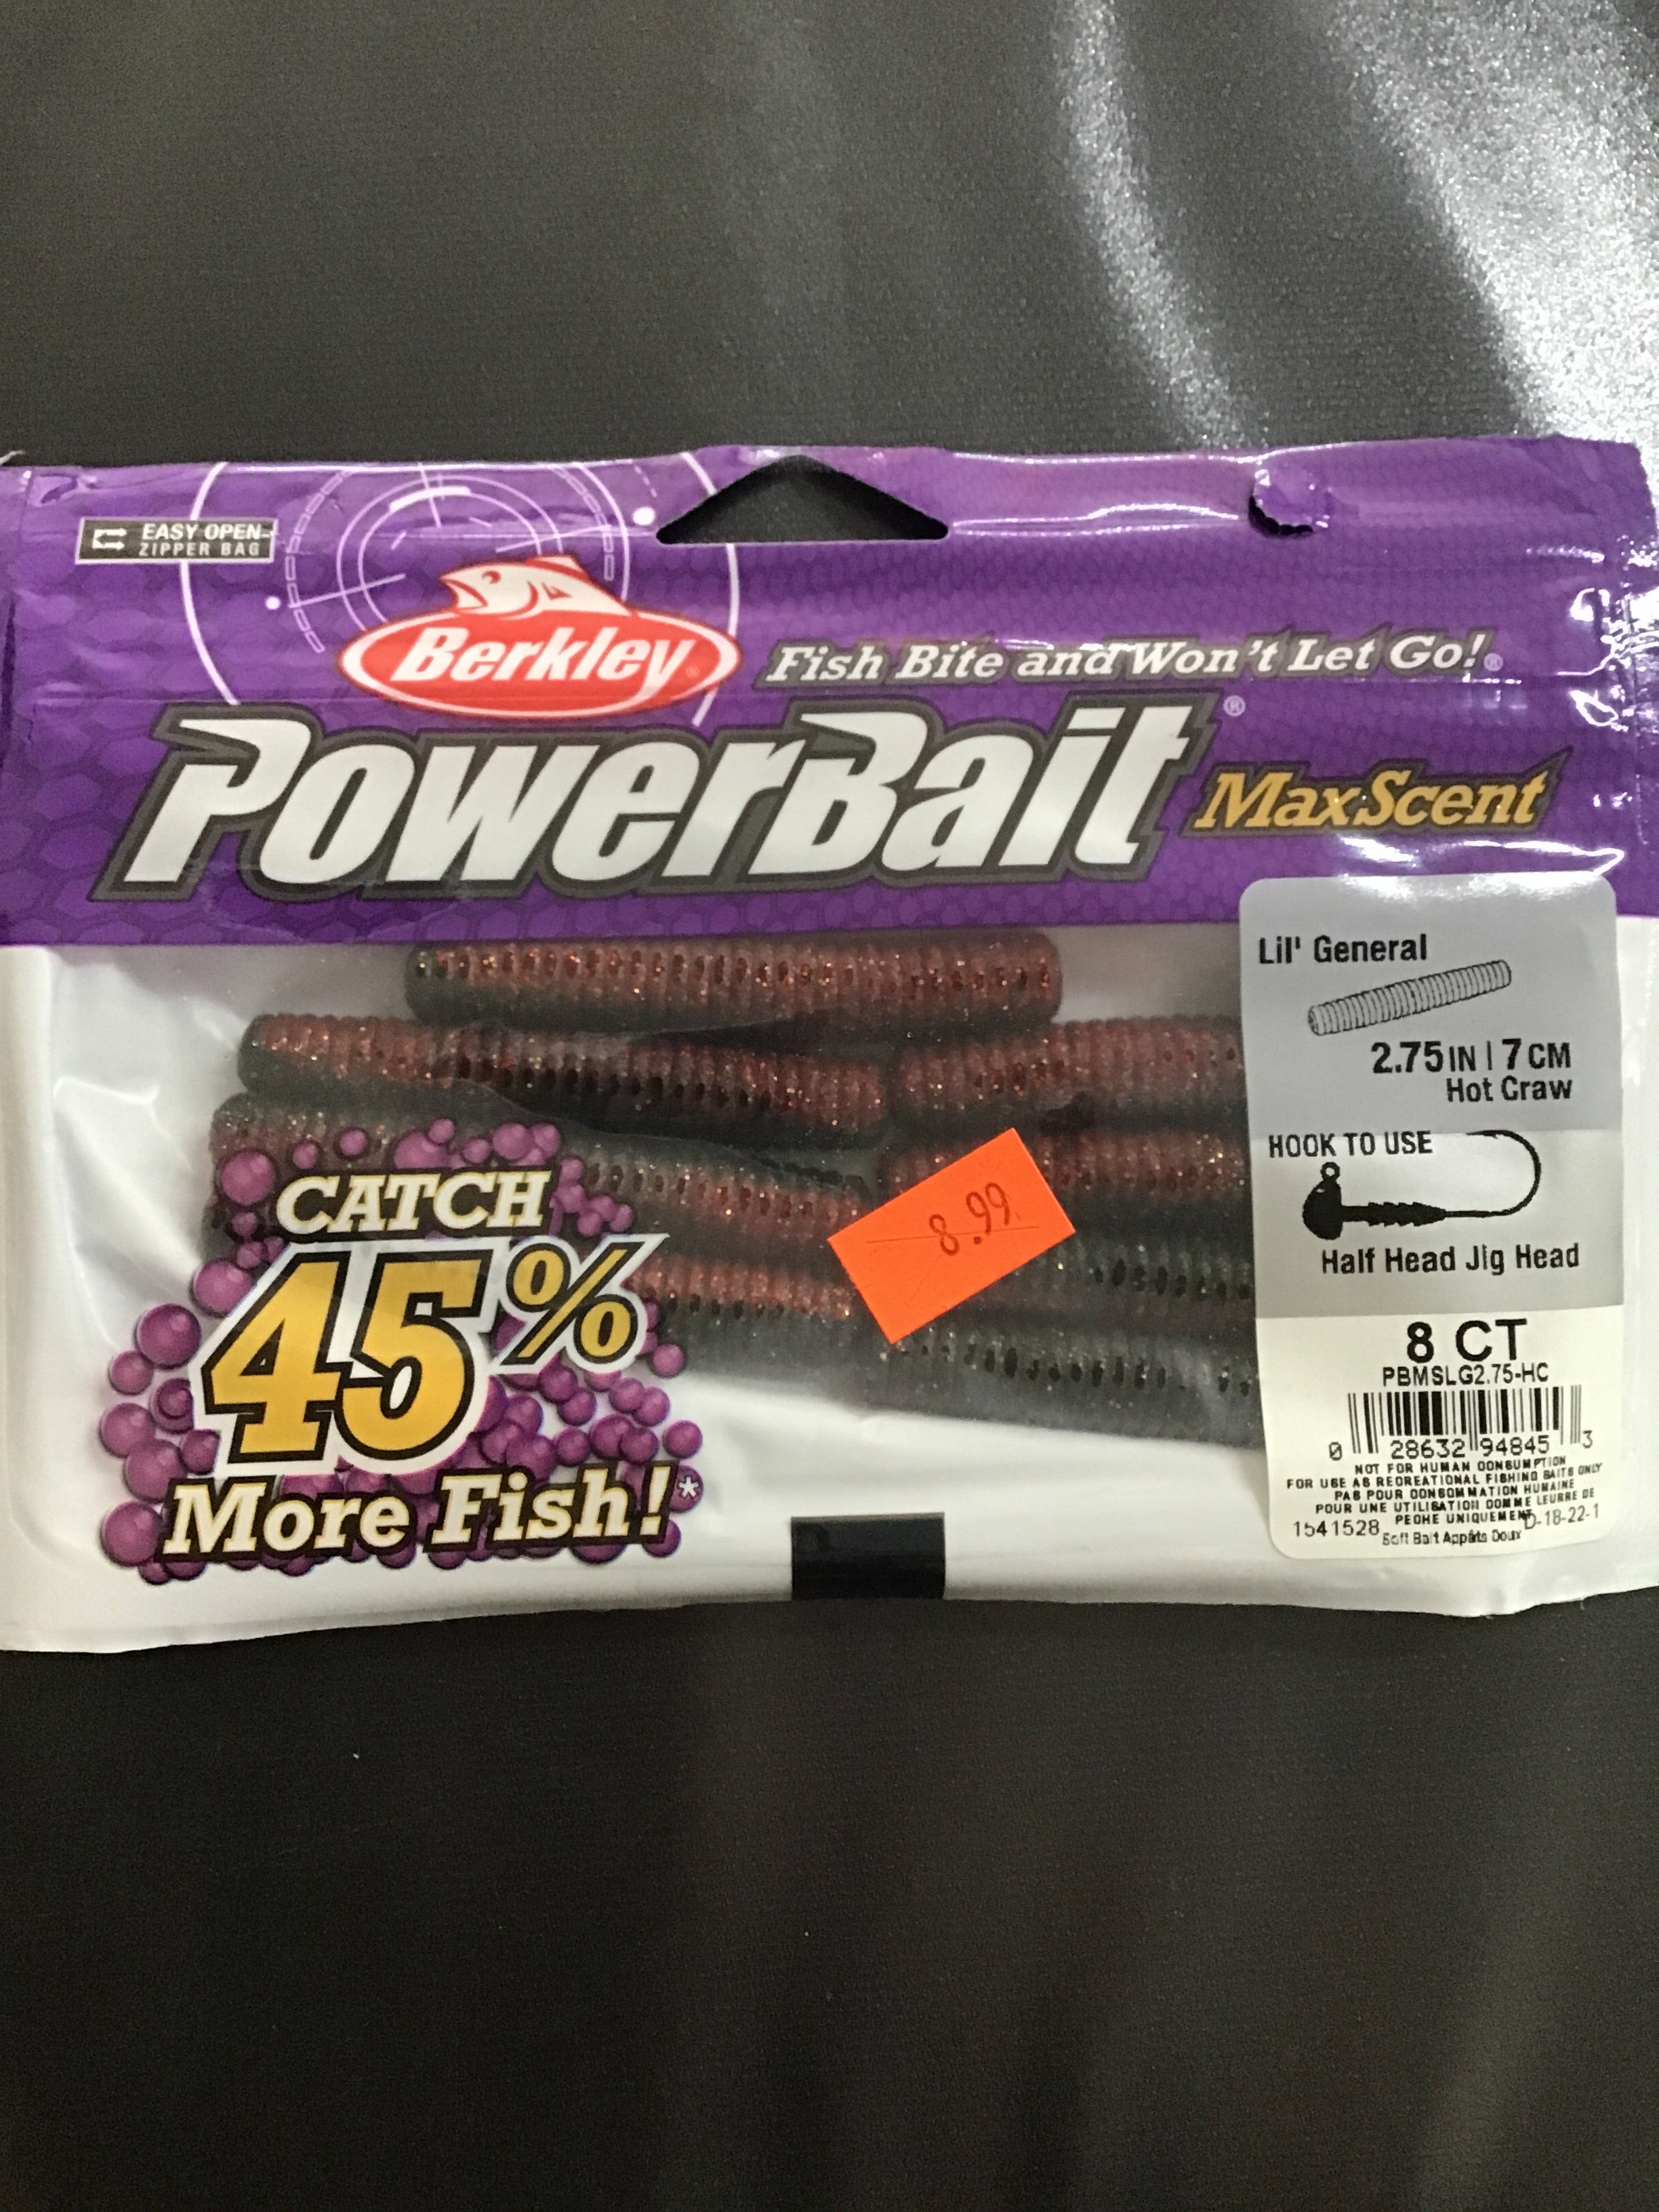 EASY OPEN
ZIPPER BAG
Berkley
Fish Bite and Won't Let Go!®
PowerBait®
MaxScent
Lil' General
2.75 IN | 7 CM
Hot Craw
HOOK TO USE
Half Head Jig Head
8 CT
PBMSLG2.75-HC
0 28632 94845 3
NOT FOR HUMAN CONSUMPTION
FOR USE AS RECREATIONAL FISHING BAITS ONLY
PAS POUR CONSOMMATION HUMAINE
POUR UNE UTILISATION COMME LEURRE DE
PECHE UNIQUEMENT
1541528
D-18-22-1
Soft Bait Appâts Doux
8.99
CATCH
45%
More Fish!*